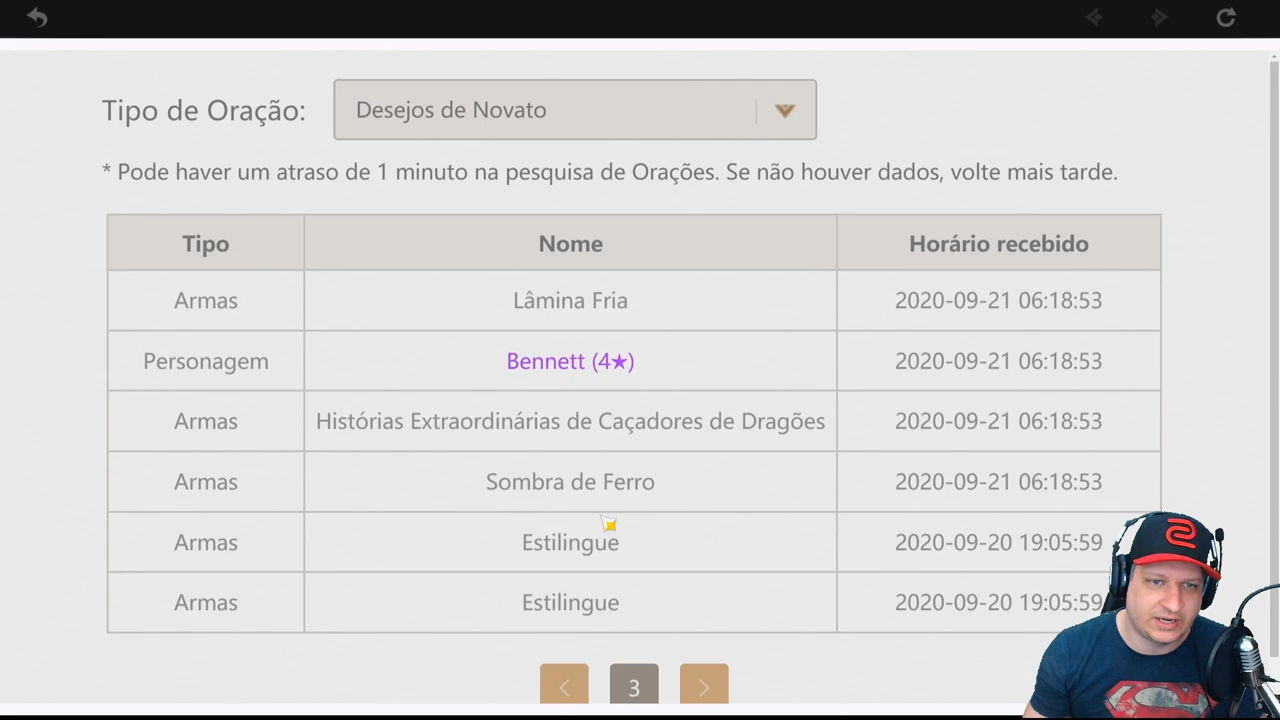 Tipo de Oração: Desejos de Novato
* Pode haver um atraso de 1 minuto na pesquisa de Orações. Se não houver dados, volte mais tarde.
Tipo Nome Horário recebido
Armas Lâmina Fria 2020-09-21 06:18:53
Personagem Bennett (4★) 2020-09-21 06:18:53
Armas Histórias Extraordinárias de Caçadores de Dragões 2020-09-21 06:18:53
Armas Sombra de Ferro 2020-09-21 06:18:53
Armas Estilingue 2020-09-20 19:05:59
Armas Estilingue 2020-09-20 19:05:59
< 3 >